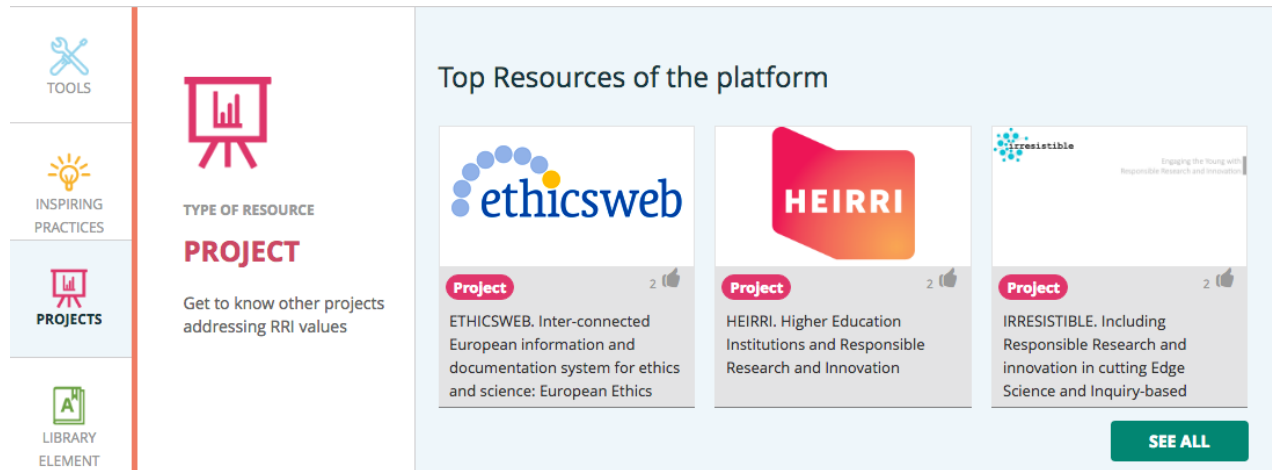 TOOLS
INSPIRING
PRACTICES
PROJECTS
LIBRARY
ELEMENT
TYPE OF RESOURCE
PROJECT
Get to know other projects
addressing RRI values
Top Resources of the platform
ethicsweb
Project
2
ETHICSWEB. Inter-connected
European information and
documentation system for ethics
and science: European Ethics
HEIRRI
Project
2
HEIRRI. Higher Education
Institutions and Responsible
Research and Innovation
irresistible
Engaging the Young with
Responsible Research and Innovation
Project
2
IRRESISTIBLE. Including
Responsible Research and
innovation in cutting Edge
Science and Inquiry-based
SEE ALL